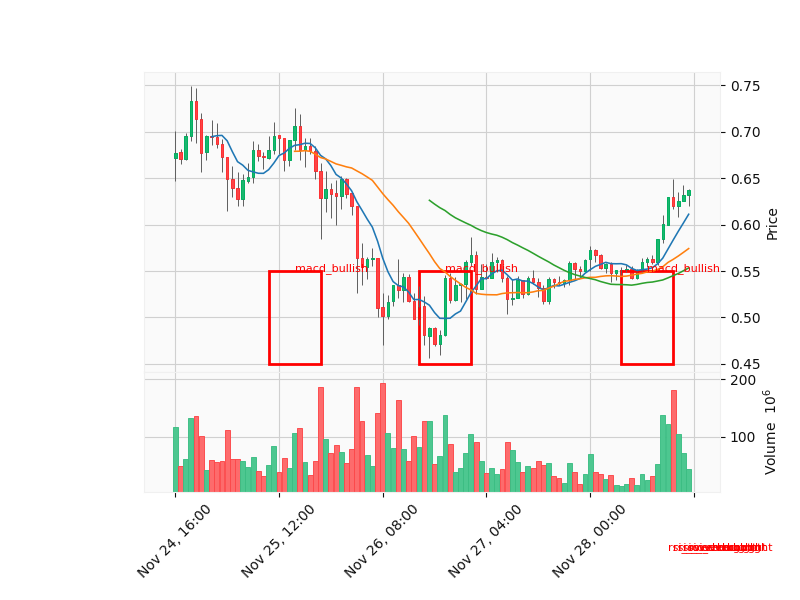 0.75
0.70
0.65
0.60
0.55
0.50
0.45
Price
macd_bullish
macd_bullish
macd_bullish
200
100
Volume 10^6
Nov 24, 16:00
Nov 25, 12:00
Nov 26, 08:00
Nov 27, 04:00
Nov 28, 00:00